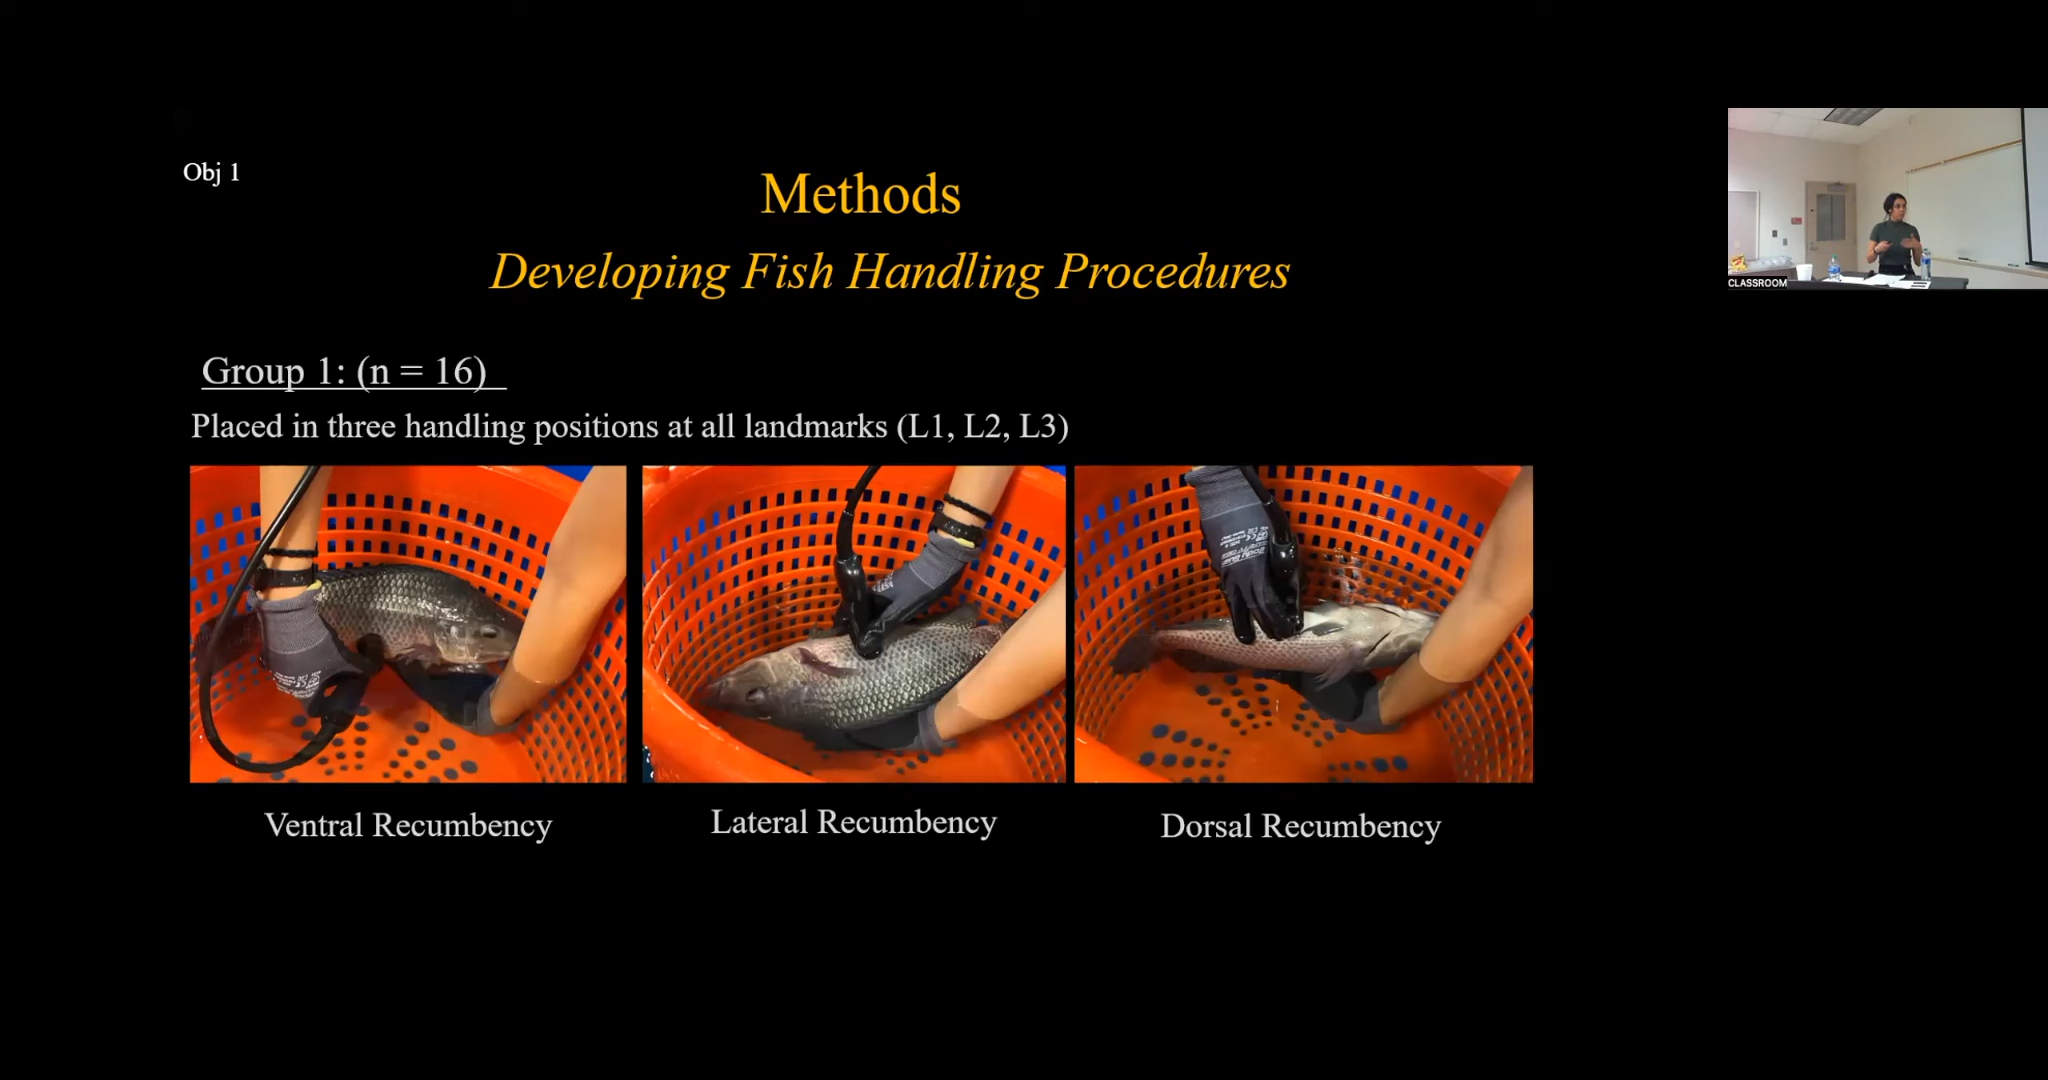 Obj 1
Methods
Developing Fish Handling Procedures
Group 1: (n = 16)
Placed in three handling positions at all landmarks (L1, L2, L3)
Ventral Recumbency
Lateral Recumbency
Dorsal Recumbency
CLASSROOM